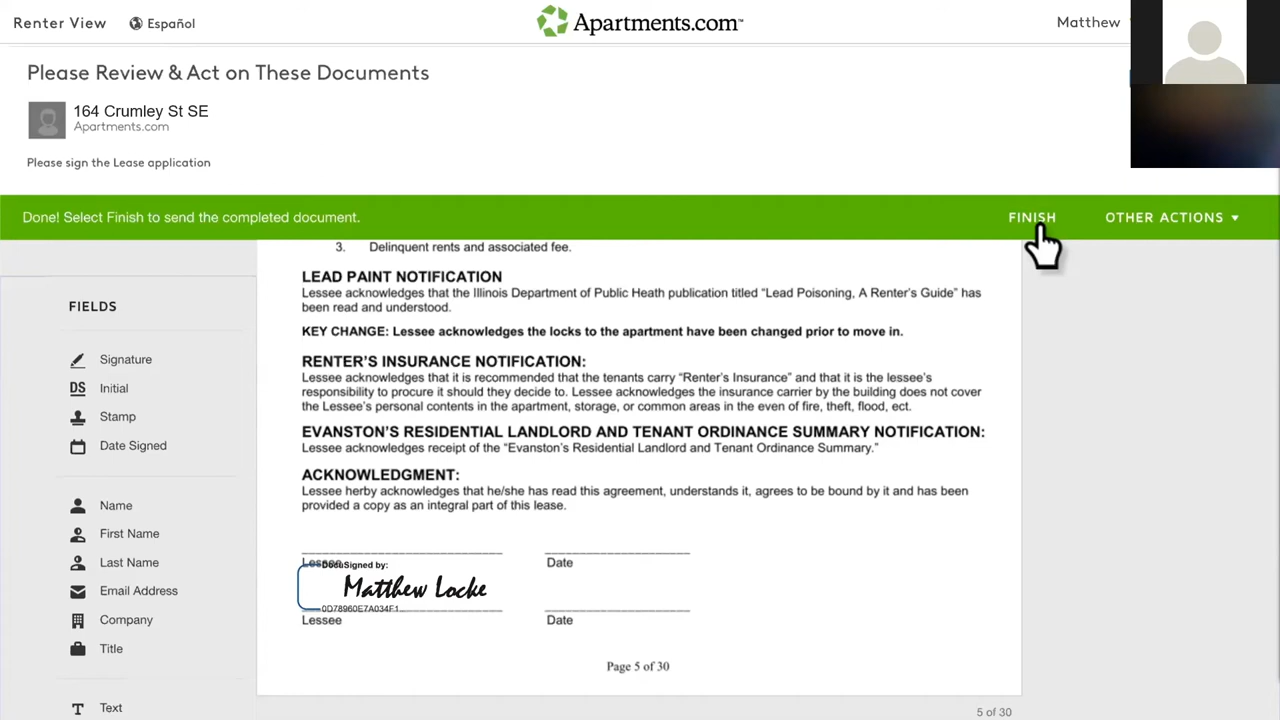 Renter View
Español
Apartments.com™
Matthew
Please Review & Act on These Documents
164 Crumley St SE
Apartments.com
Please sign the Lease application
Done! Select Finish to send the completed document.
FINISH
OTHER ACTIONS
FIELDS
Signature
DS Initial
Stamp
Date Signed
Name
First Name
Last Name
Email Address
Company
Title
T Text
3. Delinquent rents and associated fee.
LEAD PAINT NOTIFICATION
Lessee acknowledges that the Illinois Department of Public Heath publication titled “Lead Poisoning, A Renter’s Guide” has
been read and understood.
KEY CHANGE: Lessee acknowledges the locks to the apartment have been changed prior to move in.
RENTER’S INSURANCE NOTIFICATION:
Lessee acknowledges that it is recommended that the tenants carry “Renter’s Insurance” and that it is the lessee’s
responsibility to procure it should they decide to. Lessee acknowledges the insurance carrier by the building does not cover
the Lessee’s personal contents in the apartment, storage, or common areas in the even of fire, theft, flood, ect.
EVANSTON’S RESIDENTIAL LANDLORD AND TENANT ORDINANCE SUMMARY NOTIFICATION:
Lessee acknowledges receipt of the “Evanston’s Residential Landlord and Tenant Ordinance Summary.”
ACKNOWLEDGMENT:
Lessee herby acknowledges that he/she has read this agreement, understands it, agrees to be bound by it and has been
provided a copy as an integral part of this lease.
Lessee Date
DocuSigned by:
Matthew Locke
0D78960E7A034F1...
Lessee Date
Page 5 of 30
5 of 30